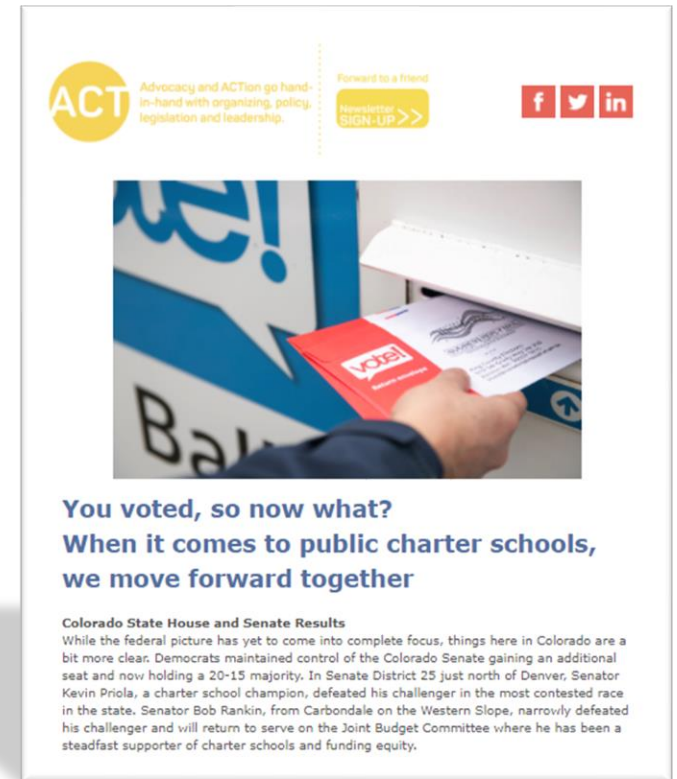 ACT
Advocacy and ACTion go hand-
in-hand with organizing, policy,
legislation and leadership.
Forward to a friend
Newsletter
SIGN-UP >>
f
in
vote!
Bal
vote!
You voted, so now what?
When it comes to public charter schools,
we move forward together
Colorado State House and Senate Results
While the federal picture has yet to come into complete focus, things here in Colorado are a
bit more clear. Democrats maintained control of the Colorado Senate gaining an additional
seat and now holding a 20-15 majority. In Senate District 25 just north of Denver, Senator
Kevin Priola, a charter school champion, defeated his challenger in the most contested race
in the state. Senator Bob Rankin, from Carbondale on the Western Slope, narrowly defeated
his challenger and will return to serve on the Joint Budget Committee where he has been a
steadfast supporter of charter schools and funding equity.